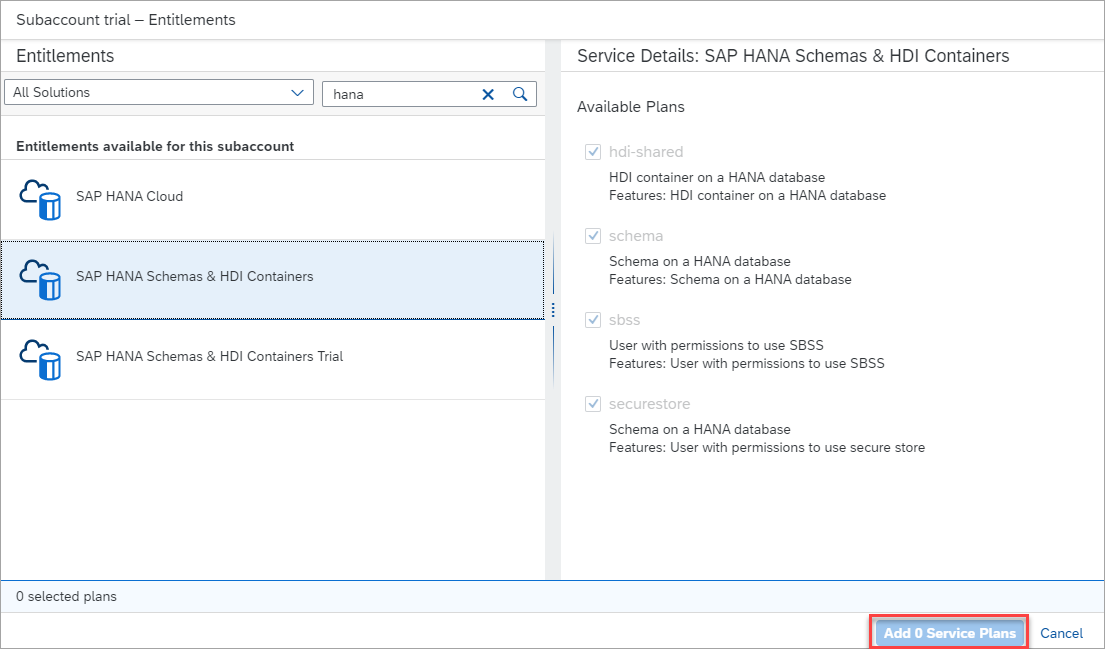 Subaccount trial – Entitlements
Entitlements
All Solutions
hana
Entitlements available for this subaccount
SAP HANA Cloud
SAP HANA Schemas & HDI Containers
SAP HANA Schemas & HDI Containers Trial
Service Details: SAP HANA Schemas & HDI Containers
Available Plans
hdi-shared
HDI container on a HANA database
Features: HDI container on a HANA database
schema
Schema on a HANA database
Features: Schema on a HANA database
sbss
User with permissions to use SBSS
Features: User with permissions to use SBSS
securestore
Schema on a HANA database
Features: User with permissions to use secure store
0 selected plans
Add 0 Service Plans
Cancel